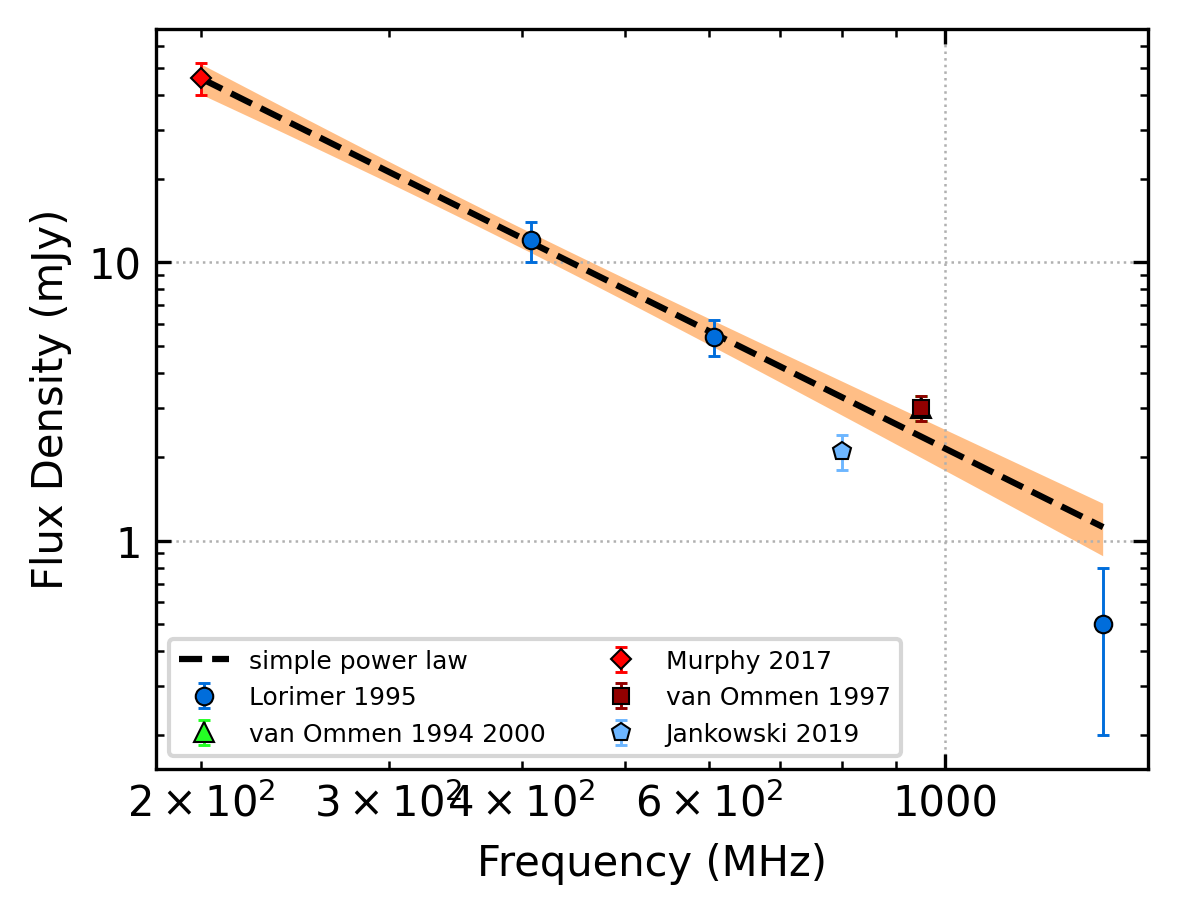 Flux Density (mJy)
10
1
simple power law
Lorimer 1995
van Ommen 1994 2000
Murphy 2017
van Ommen 1997
Jankowski 2019
2 × 10²
3 × 10²
4 × 10²
6 × 10²
1000
Frequency (MHz)